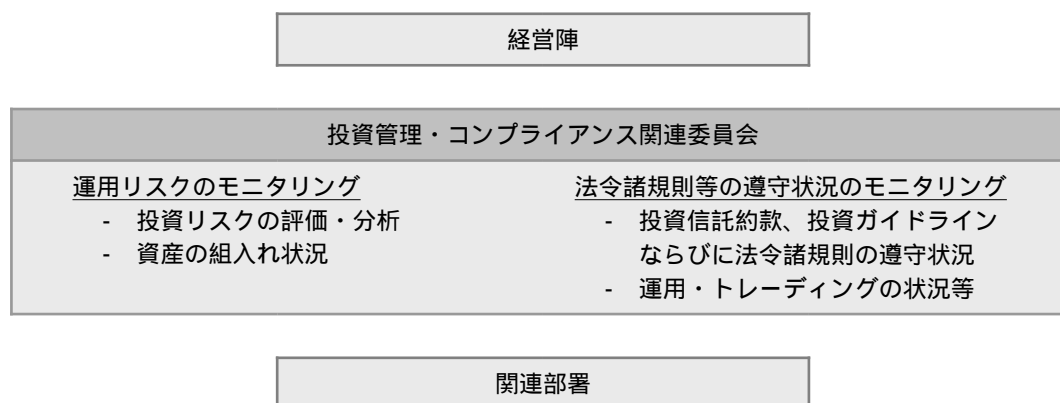 経営陣
投資管理・コンプライアンス関連委員会
運用リスクのモニタリング
- 投資リスクの評価・分析
- 資産の組入れ状況
法令諸規則等の遵守状況のモニタリング
- 投資信託約款、投資ガイドライン
ならびに法令諸規則の遵守状況
- 運用・トレーディングの状況等
関連部署